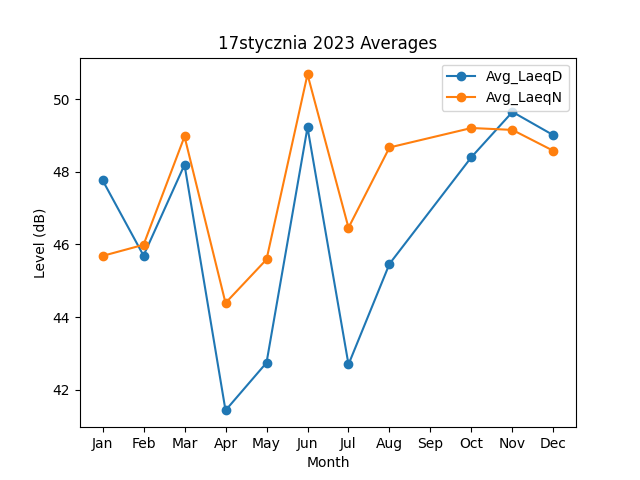 17stycznia 2023 Averages
Avg_LaeqD
Avg_LaeqN
Level (dB)
50
48
46
44
42
Jan Feb Mar Apr May Jun Jul Aug Sep Oct Nov Dec
Month